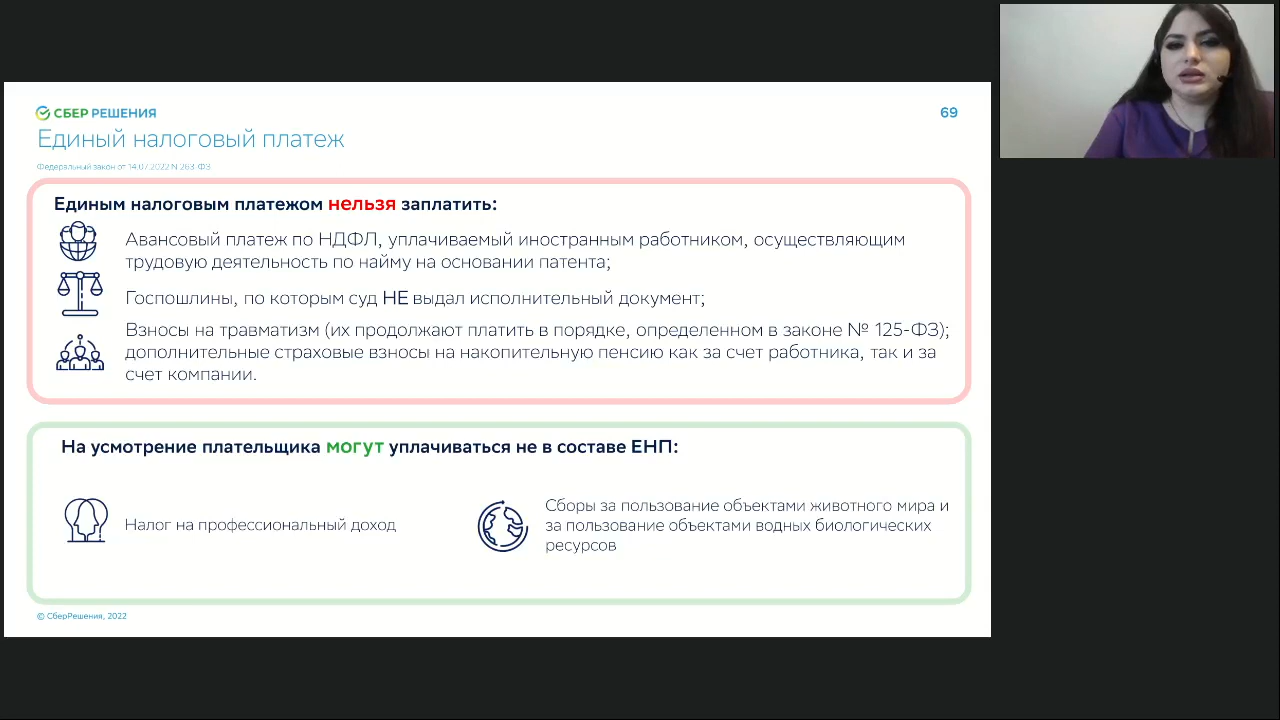 СБЕР РЕШЕНИЯ
69
Единый налоговый платеж
Федеральный закон от 14.07.2022 N 263-ФЗ
Единым налоговым платежом нельзя заплатить:
Авансовый платеж по НДФЛ, уплачиваемый иностранным работником, осуществляющим
трудовую деятельность по найму на основании патента;
Госпошлины, по которым суд НЕ выдал исполнительный документ;
Взносы на травматизм (их продолжают платить в порядке, определенном в законе № 125-ФЗ);
дополнительные страховые взносы на накопительную пенсию как за счет работника, так и за
счет компании.
На усмотрение плательщика могут уплачиваться не в составе ЕНП:
Налог на профессиональный доход
Сборы за пользование объектами животного мира и
за пользование объектами водных биологических
ресурсов
© СберРешения, 2022